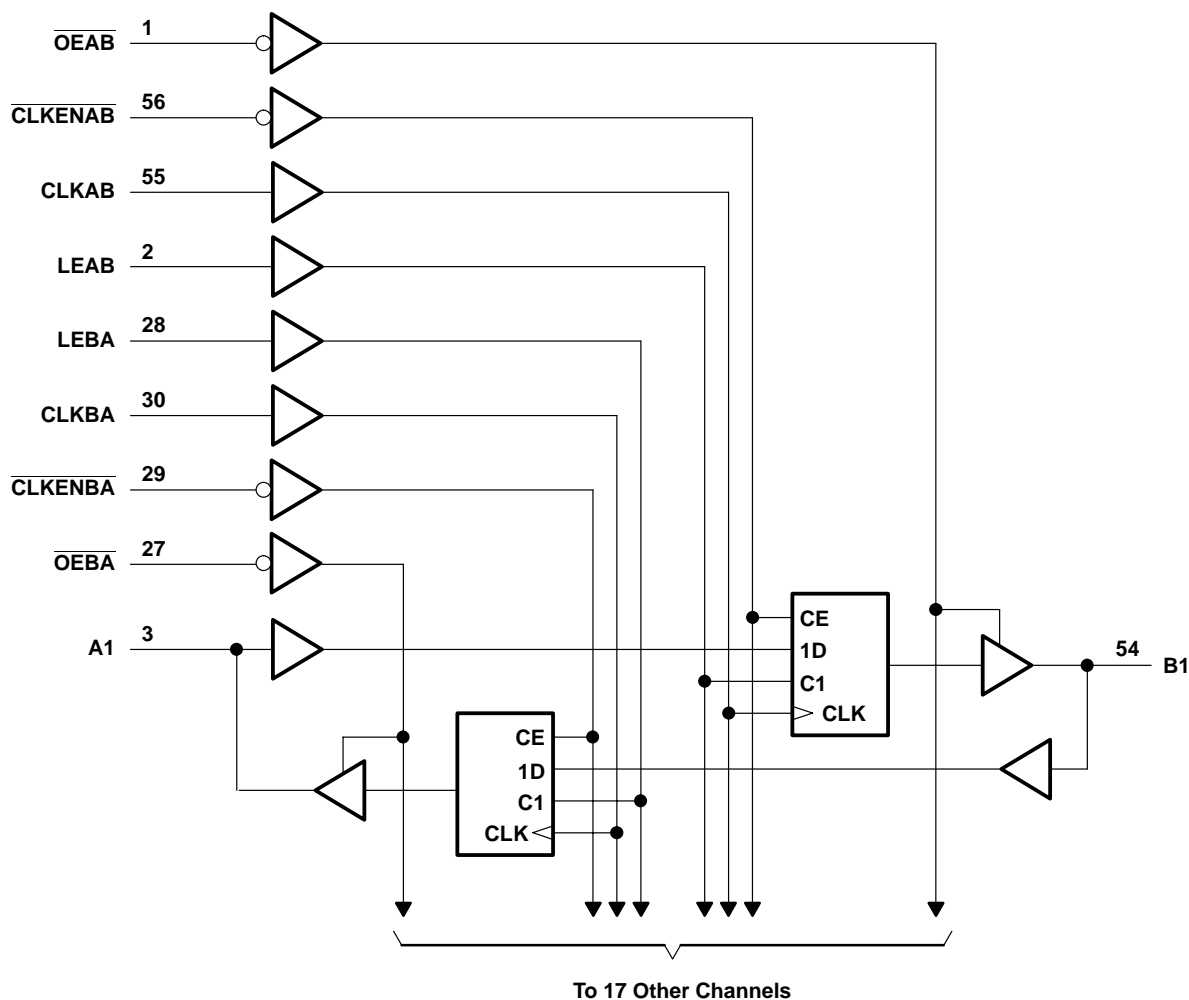 OEAB 1
CLKENAB 56
CLKAB 55
LEAB 2
LEBA 28
CLKBA 30
CLKENBA 29
OEBA 27
A1 3
CE
1D
C1
CLK
54 B1
CE
1D
C1
CLK
To 17 Other Channels